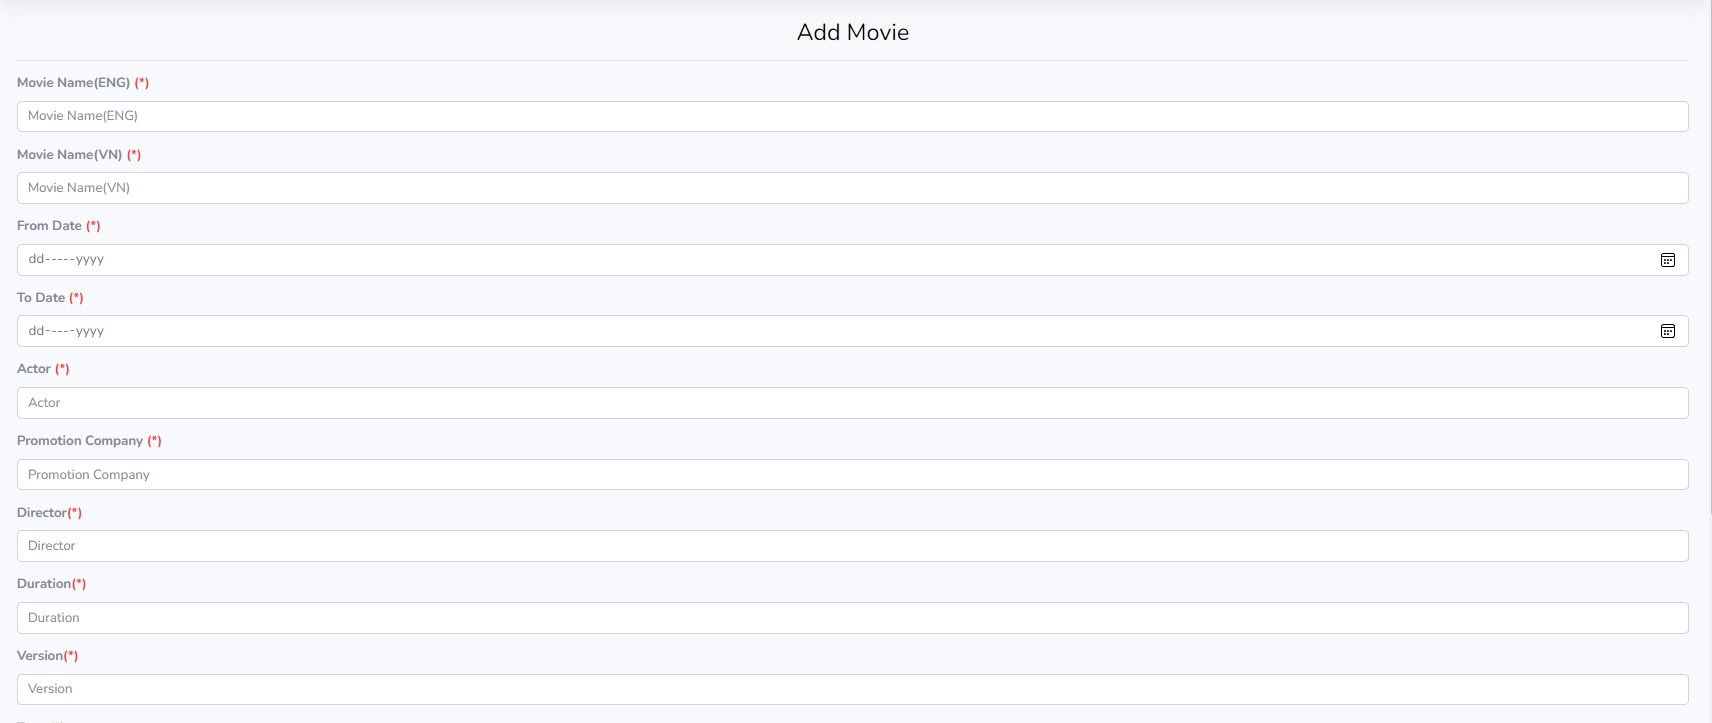 Add Movie
Movie Name(ENG) (*)
Movie Name(ENG)
Movie Name(VN) (*)
Movie Name(VN)
From Date (*)
dd-----yyyy
To Date (*)
dd-----yyyy
Actor (*)
Actor
Promotion Company (*)
Promotion Company
Director(*)
Director
Duration(*)
Duration
Version(*)
Version